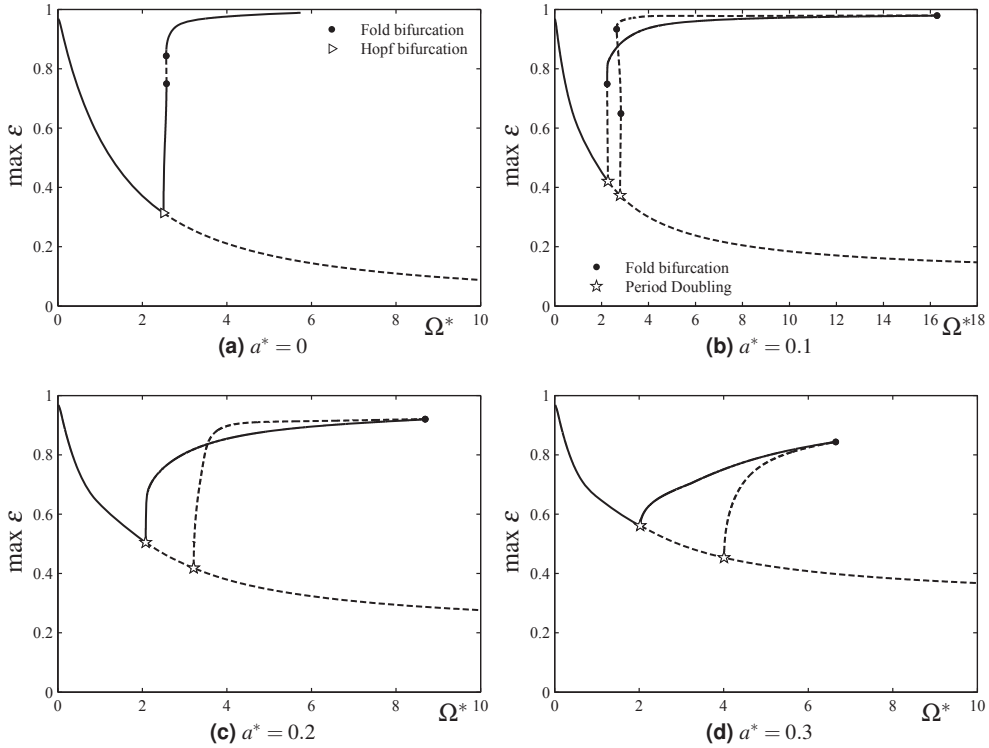 1
0.8
0.6
0.4
0.2
0
max ε
Fold bifurcation
Hopf bifurcation
0 2 4 6 8 10
Ω*
(a) a* = 0
1
0.8
0.6
0.4
0.2
0
max ε
Fold bifurcation
Period Doubling
0 2 4 6 8 10 12 14 16 18
Ω*
(b) a* = 0.1
1
0.8
0.6
0.4
0.2
0
max ε
0 2 4 6 8 10
Ω*
(c) a* = 0.2
1
0.8
0.6
0.4
0.2
0
max ε
0 2 4 6 8 10
Ω*
(d) a* = 0.3